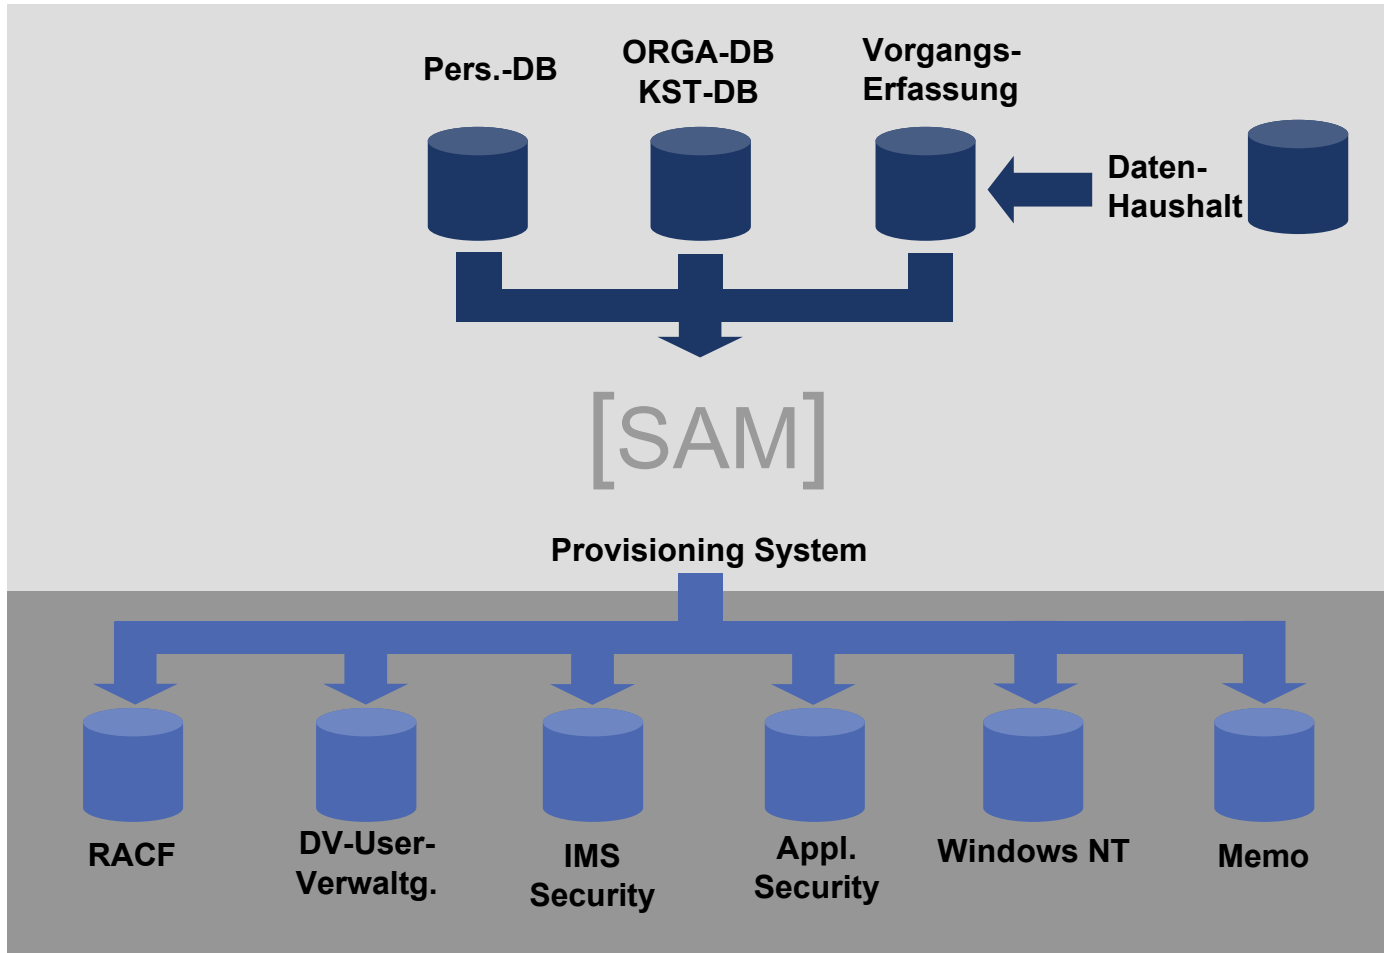 Pers.-DB
ORGA-DB
KST-DB
Vorgangs-
Erfassung
Daten-
Haushalt
[SAM]
Provisioning System
RACF
DV-User-
Verwaltg.
IMS
Security
Appl.
Security
Windows NT
Memo